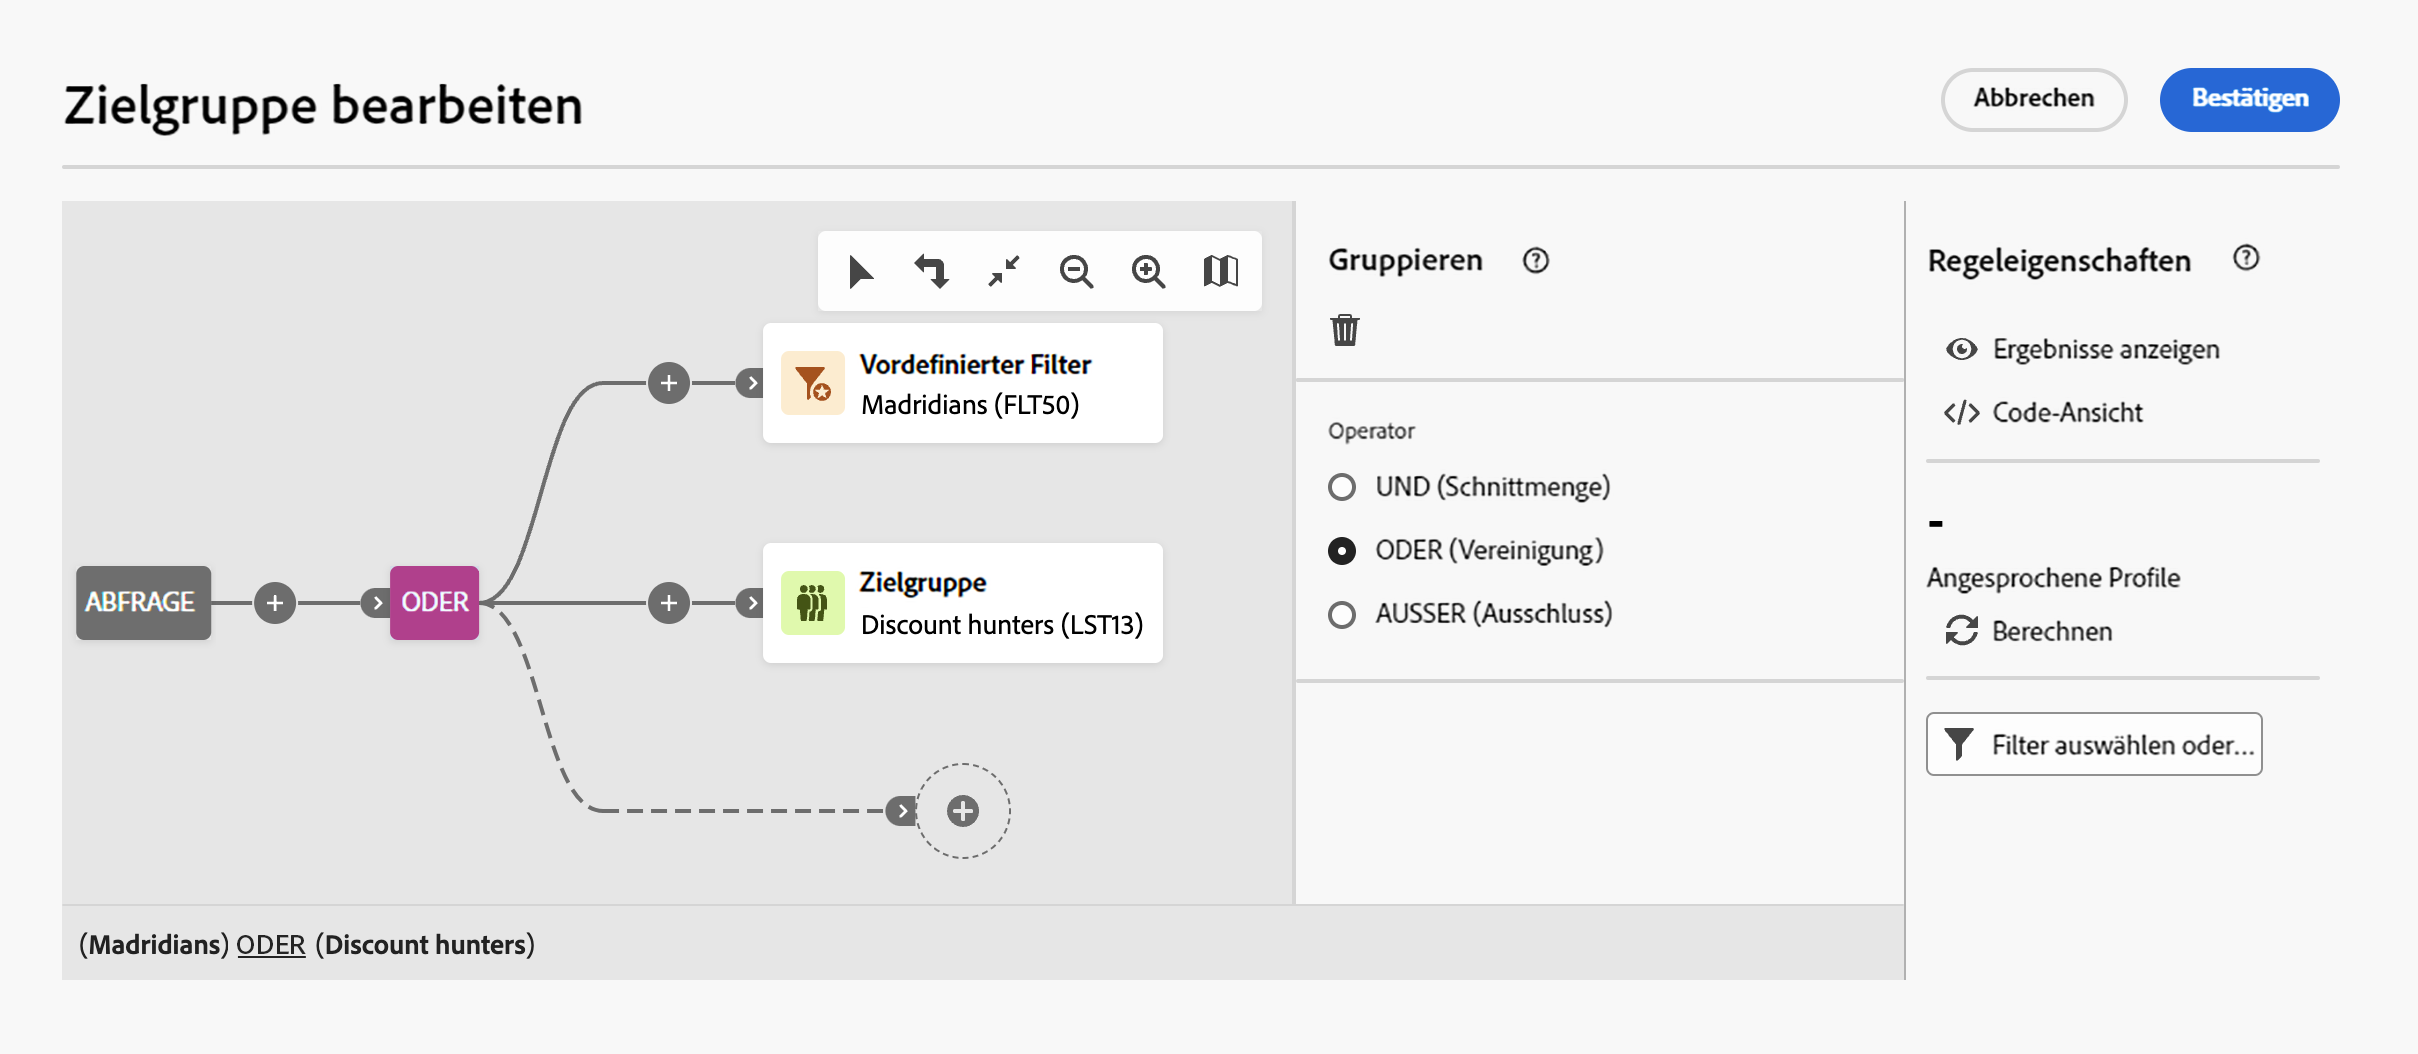 Zielgruppe bearbeiten
Abbrechen
Bestätigen
Vordefinierter Filter
Madridians (FLT50)
ABFRAGE
ODER
Zielgruppe
Discount hunters (LST13)
(Madridians) ODER (Discount hunters)
Gruppieren
Operator
UND (Schnittmenge)
ODER (Vereinigung)
AUSSER (Ausschluss)
Regeleigenschaften
Ergebnisse anzeigen
Code-Ansicht
-
Angesprochene Profile
Berechnen
Filter auswählen oder...